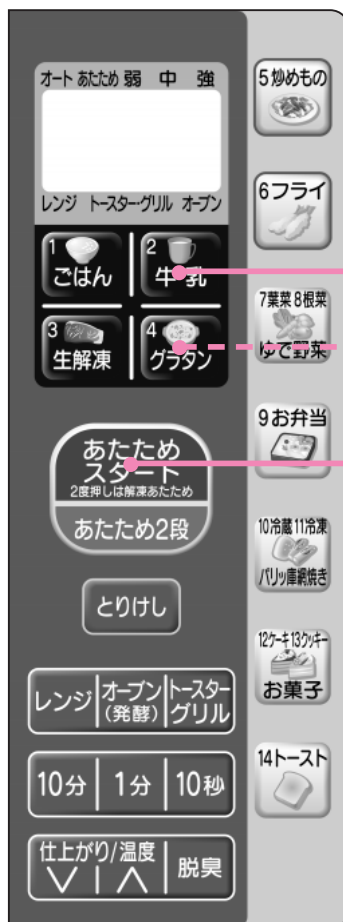 オート あたため 弱 中 強
レンジ トースター・グリル オーブン
1 ごはん
2 牛乳
3 生解凍
4 グラタン
あたため
スタート
2度押しは解凍あたため
あたため2段
とりけし
レンジ
オーブン
(発酵)
トースター
グリル
10分 1分 10秒
仕上がり/温度
脱臭
5炒めもの
6フライ
7葉菜8根菜
ゆで野菜
9お弁当
10冷蔵11冷凍
パリッ庫網焼き
12ケーキ13クッキー
お菓子
14トースト